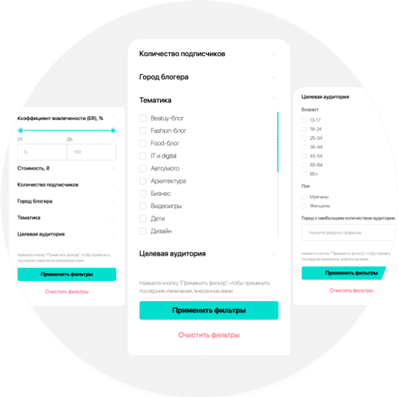 Коэффициент вовлечености (ER), %
От
До
0
100
Стоимость, ₽
Количество подписчиков
Город блогера
Тематика
Целевая аудитория
Нажмите кнопку "Применить фильтр", чтобы применить
последние изменения, внесенные вами
Применить фильтры
Очистить фильтры
Количество подписчиков
Город блогера
Тематика
Beatuy-блог
Fashion-блог
Food-блог
IT и digital
Авто/мото
Архитектура
Бизнес
Видеоигры
Дети
Дизайн
Целевая аудитория
Нажмите кнопку "Применить фильтр", чтобы применить
последние изменения, внесенные вами
Применить фильтры
Очистить фильтры
Целевая аудитория
Возраст
13-17
18-24
25-34
35-44
45-54
55-64
65+
Пол
Мужчины
Женщины
Город с наибольшим количеством аудитории
Начните вводить название
Нажмите кнопку "Применить фильтр", чтобы
последние изменения, внесенные вами
Применить фильтры
Очистить фильтры